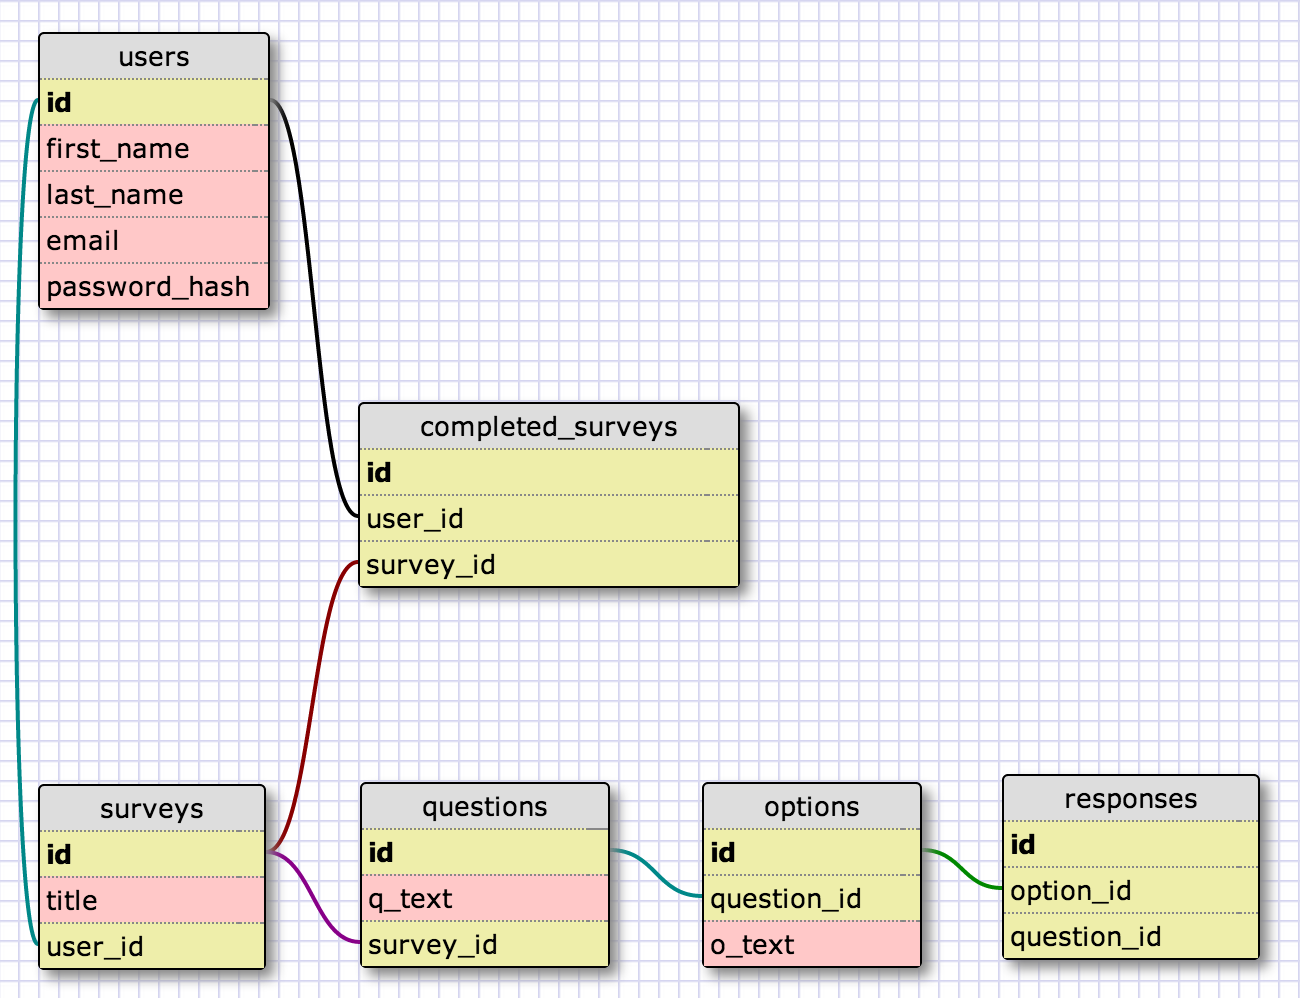 users
id
first_name
last_name
email
password_hash
completed_surveys
id
user_id
survey_id
surveys
id
title
user_id
questions
id
q_text
survey_id
options
id
question_id
o_text
responses
id
option_id
question_id